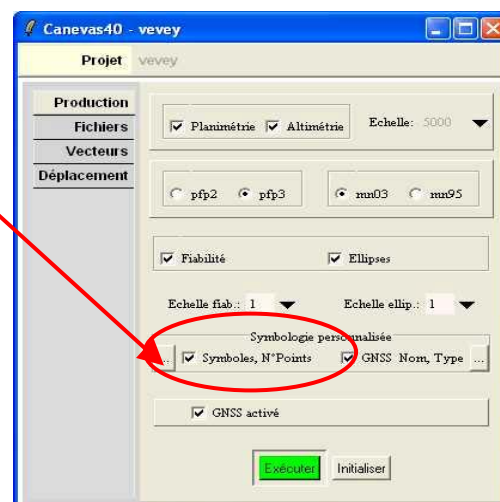 Canevas40 - vevey
Projet vevey
Production
Fichiers
Vecteurs
Déplacement
Planimétrie Altimétrie Echelle: 5000
pfp2 pfp3 mn03 mn95
Fiabilité Ellipses
Echelle fiab.: 1 Echelle ellip.: 1
Symbologie personnalisée
... Symboles, N°Points GNSS Nom, Type ...
GNSS activé
Exécuter Initialiser